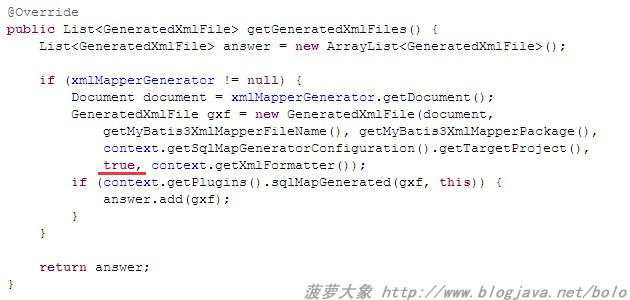 @Override
public List<GeneratedXmlFile> getGeneratedXmlFiles() {
    List<GeneratedXmlFile> answer = new ArrayList<GeneratedXmlFile>();

    if (xmlMapperGenerator != null) {
        Document document = xmlMapperGenerator.getDocument();
        GeneratedXmlFile gxf = new GeneratedXmlFile(document,
            getMyBatis3XmlMapperFileName(), getMyBatis3XmlMapperPackage(),
            context.getSqlMapGeneratorConfiguration().getTargetProject(),
            true, context.getXmlFormatter());
        if (context.getPlugins().sqlMapGenerated(gxf, this)) {
            answer.add(gxf);
        }
    }

    return answer;
}
菠萝大象 http://www.blogjava.net/bolo